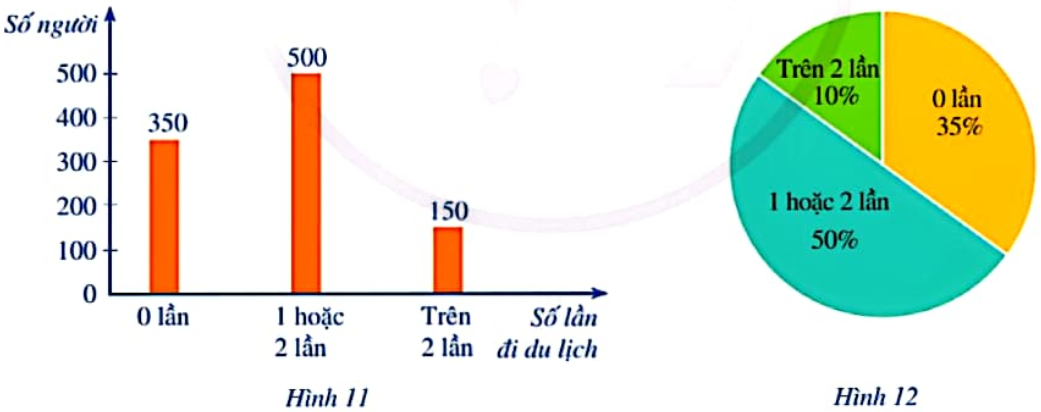 Số người
500
400
300
200
100
0
350
500
150
0 lần
1 hoặc
2 lần
Trên
2 lần
Số lần
đi du lịch
Hình 11
Trên 2 lần
10%
0 lần
35%
1 hoặc 2 lần
50%
Hình 12